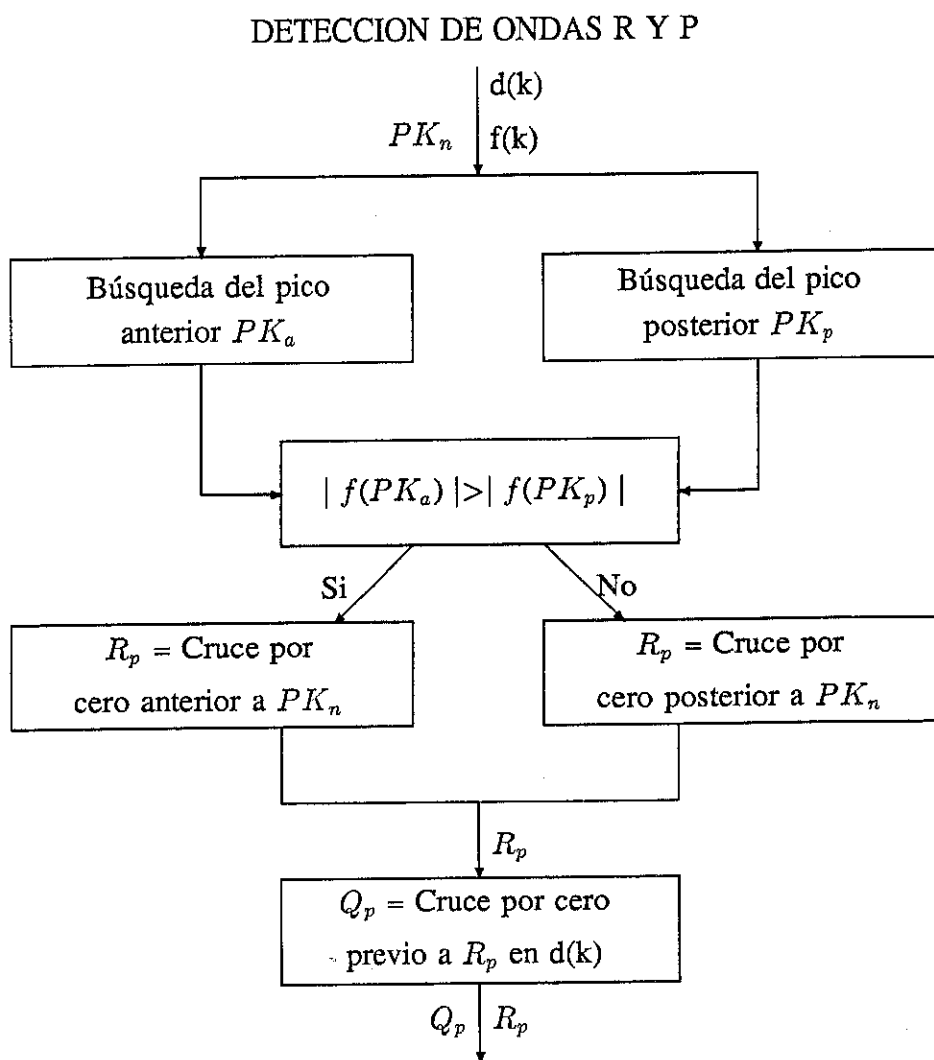 DETECCION DE ONDAS R Y P
d(k)
PK_n f(k)
Búsqueda del pico
anterior PK_a
Búsqueda del pico
posterior PK_p
| f(PK_a) |>| f(PK_p) |
Si
No
R_p = Cruce por
cero anterior a PK_n
R_p = Cruce por
cero posterior a PK_n
R_p
Q_p = Cruce por cero
previo a R_p en d(k)
Q_p R_p